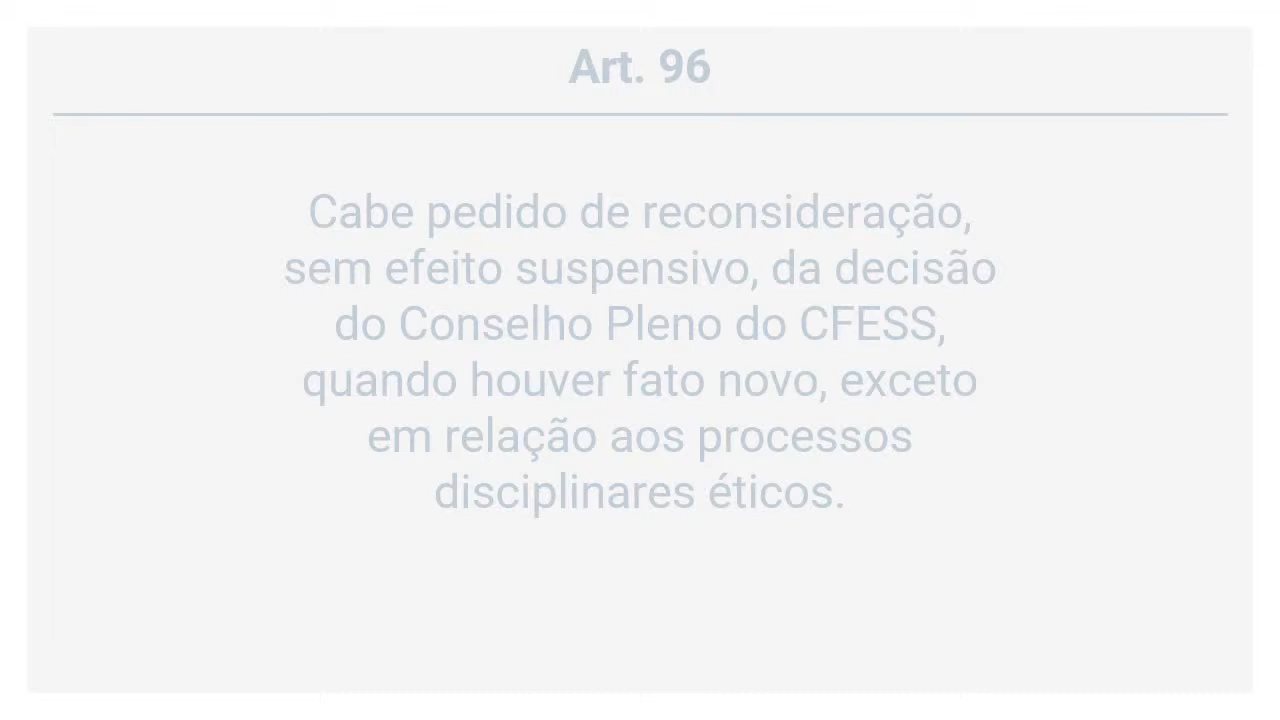 Art. 96
Cabe pedido de reconsideração,
sem efeito suspensivo, da decisão
do Conselho Pleno do CFESS,
quando houver fato novo, exceto
em relação aos processos
disciplinares éticos.